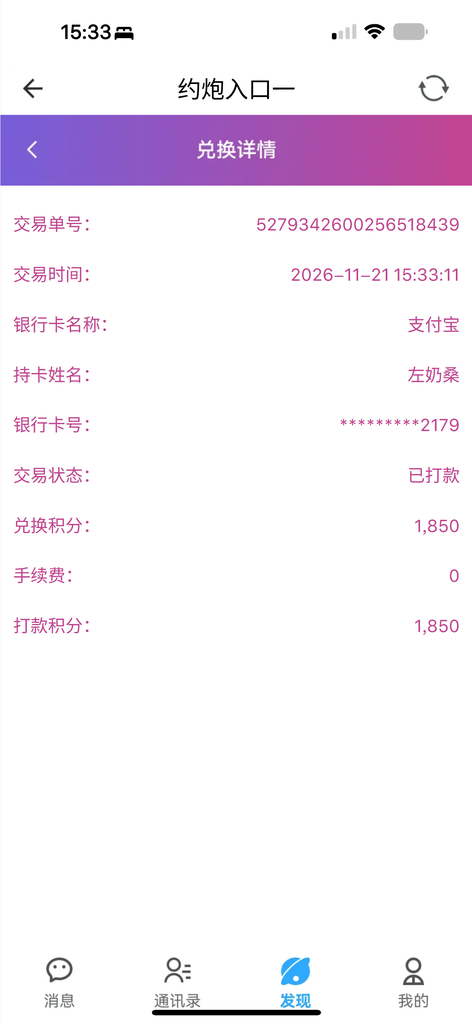 15:33
约炮入口一
兑换详情
交易单号: 5279342600256518439
交易时间: 2026-11-21 15:33:11
银行卡名称: 支付宝
持卡姓名: 左奶桑
银行卡号: *********2179
交易状态: 已打款
兑换积分: 1,850
手续费: 0
打款积分: 1,850
消息 通讯录 发现 我的